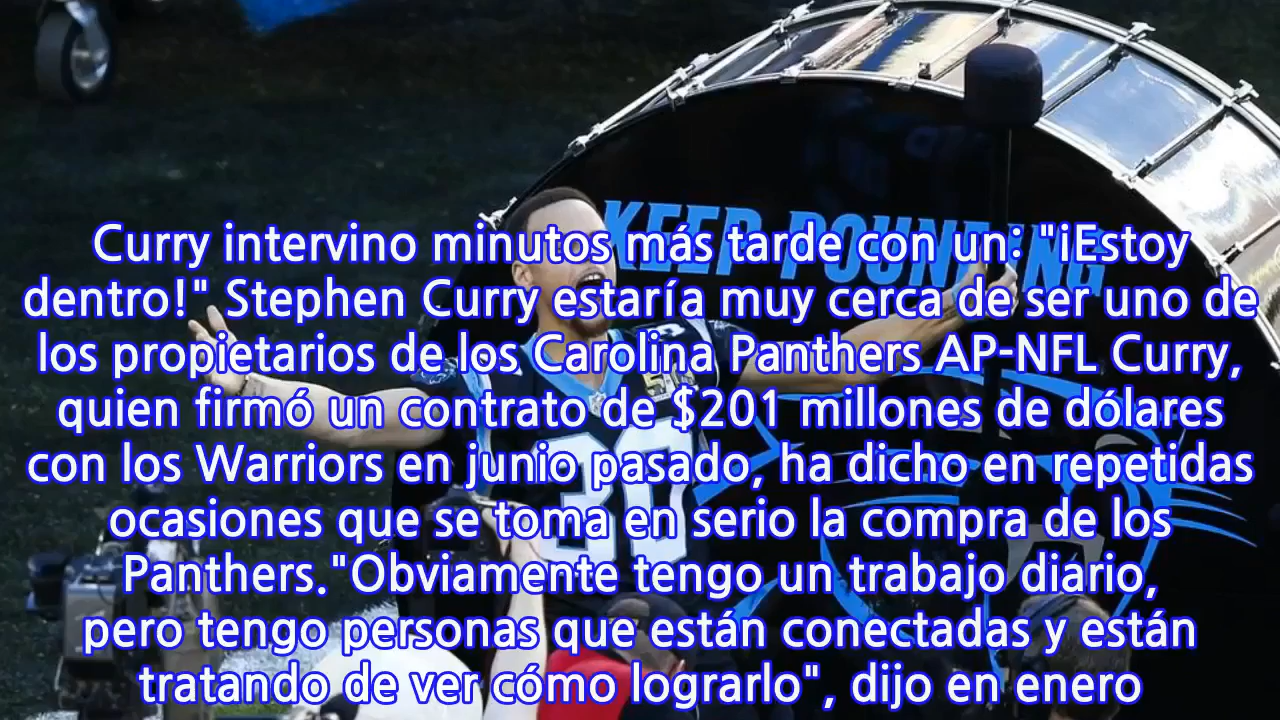 KEEP POUNDING
Curry intervino minutos más tarde con un: "¡Estoy
dentro!" Stephen Curry estaría muy cerca de ser uno de
los propietarios de los Carolina Panthers AP-NFL Curry,
quien firmó un contrato de $201 millones de dólares
con los Warriors en junio pasado, ha dicho en repetidas
ocasiones que se toma en serio la compra de los
Panthers."Obviamente tengo un trabajo diario,
pero tengo personas que están conectadas y están
tratando de ver cómo lograrlo", dijo en enero
30